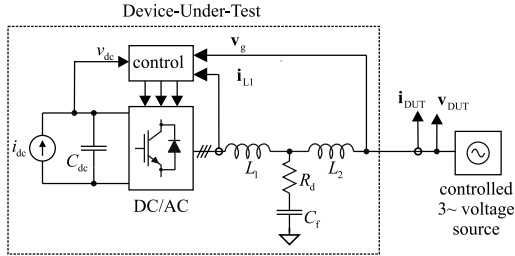 Device-Under-Test
v_dc
control
v_g
i_L1
i_DUT
v_DUT
i_dc
C_dc
DC/AC
L_1
L_2
R_d
C_f
controlled
3~ voltage
source